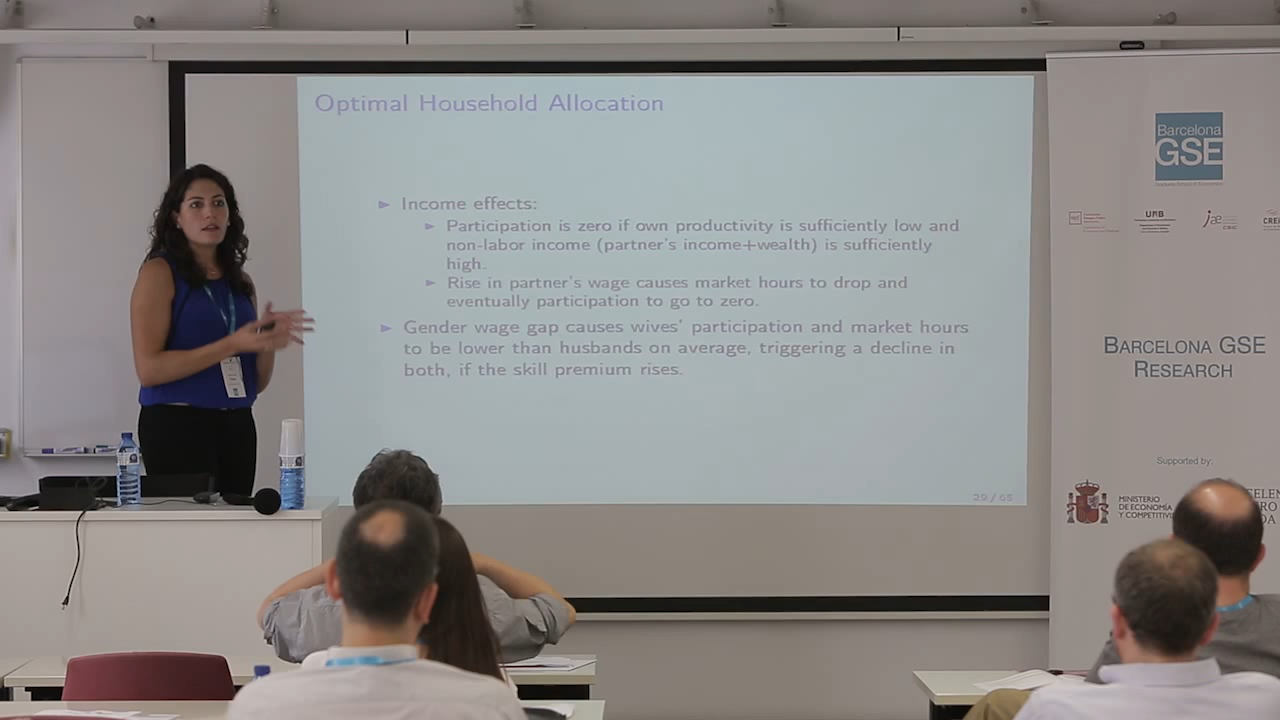 Optimal Household Allocation
Income effects:
Participation is zero if own productivity is sufficiently low and
non-labor income (partner's income+wealth) is sufficiently
high.
Rise in partner's wage causes market hours to drop and
eventually participation to go to zero.
Gender wage gap causes wives' participation and market hours
to be lower than husbands on average, triggering a decline in
both, if the skill premium rises.
29 / 65
Barcelona
GSE
UAB
CSIC
BARCELONA GSE
RESEARCH
Supported by:
MINISTERIO
DE ECONOMÍA
Y COMPETITIV